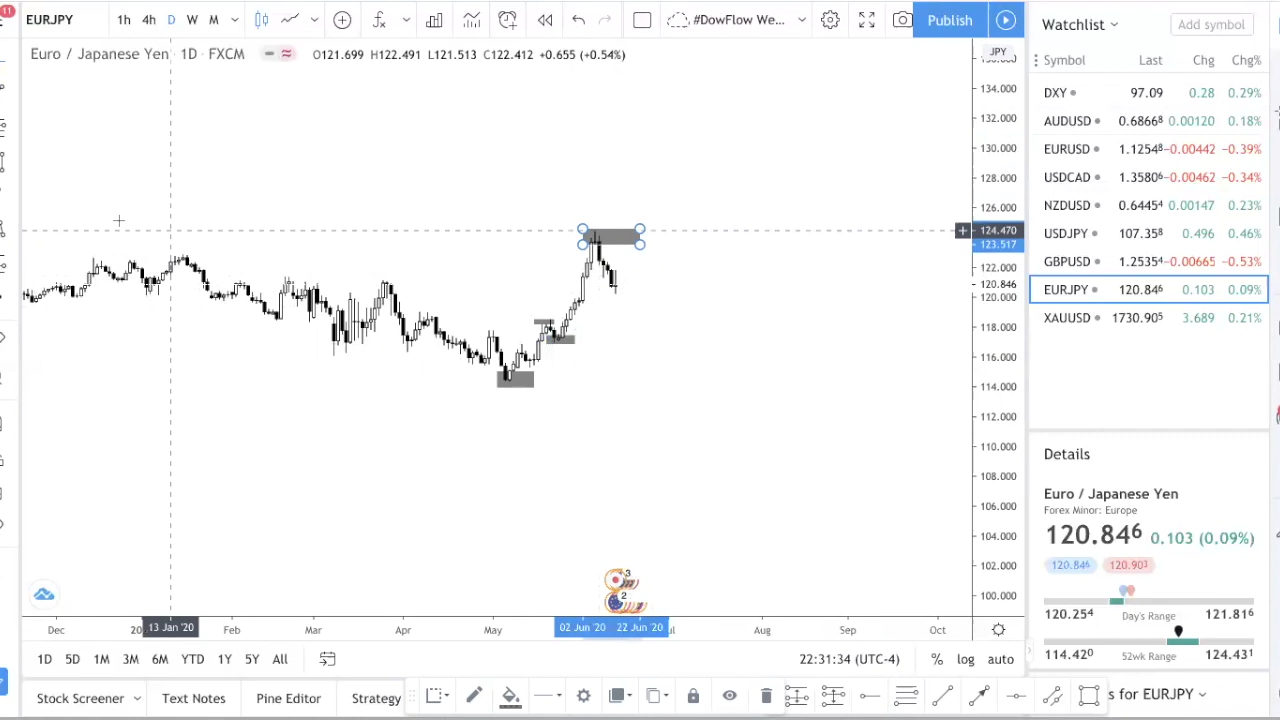 11
EURJPY 1h 4h D W M #DowFlow We... Publish
Euro / Japanese Yen 1D FXCM O121.699 H122.491 L121.513 C122.412 +0.655 (+0.54%)
JPY
134.000
132.000
130.000
128.000
126.000
124.470
123.517
122.000
120.846
120.000
118.000
116.000
114.000
112.000
110.000
108.000
106.000
104.000
102.000
100.000
3
2
Dec 13 Jan '20 Feb Mar Apr May 02 Jun '20 22 Jun '20 Aug Sep Oct
1D 5D 1M 3M 6M YTD 1Y 5Y All 22:31:34 (UTC-4) % log auto
Stock Screener Text Notes Pine Editor Strategy
Watchlist Add symbol
Symbol Last Chg Chg%
DXY 97.09 0.28 0.29%
AUDUSD 0.68668 0.00120 0.18%
EURUSD 1.12548 −0.00442 −0.39%
USDCAD 1.35806 −0.00462 −0.34%
NZDUSD 0.64454 0.00147 0.23%
USDJPY 107.358 0.496 0.46%
GBPUSD 1.25354 −0.00665 −0.53%
EURJPY 120.846 0.103 0.09%
XAUUSD 1730.905 3.689 0.21%
Details
Euro / Japanese Yen
Forex Minor: Europe
120.846 0.103 (0.09%)
120.846 120.903
120.254 Day's Range 121.816
114.420 52wk Range 124.431
s for EURJPY